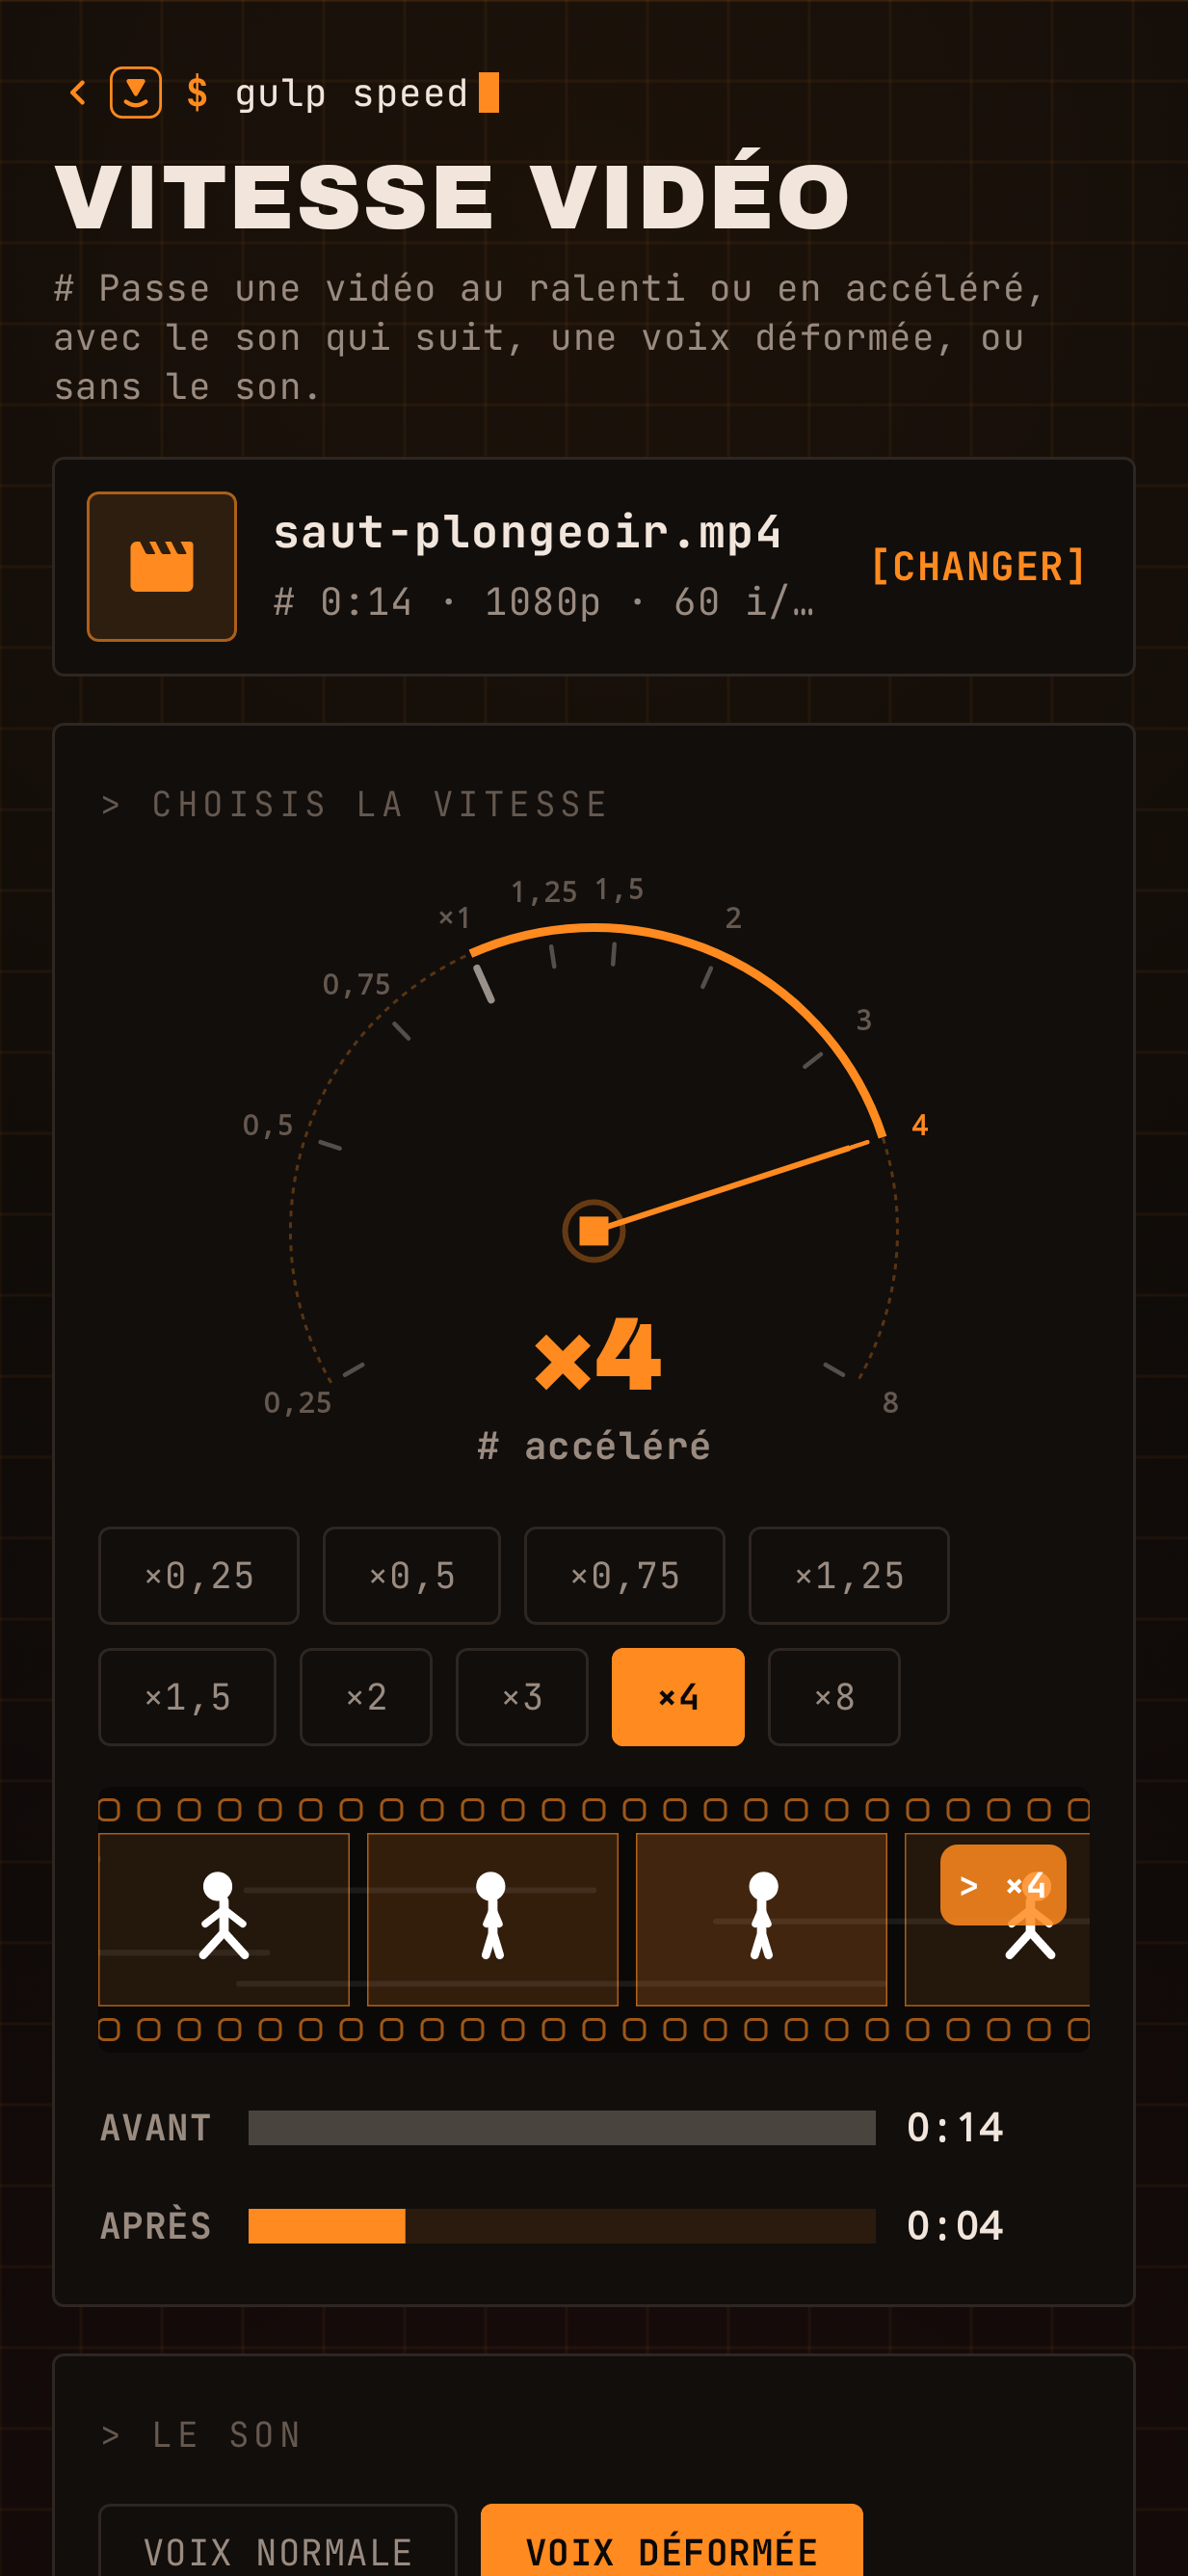 $ gulp speed
VITESSE VIDÉO
# Passe une vidéo au ralenti ou en accéléré,
avec le son qui suit, une voix déformée, ou
sans le son.
saut-plongeoir.mp4
# 0:14 · 1080p · 60 i/…
[CHANGER]
> CHOISIS LA VITESSE
0,25
0,5
0,75
×1
1,25
1,5
2
3
4
8
×4
# accéléré
×0,25
×0,5
×0,75
×1,25
×1,5
×2
×3
×4
×8
> ×4
AVANT 0:14
APRÈS 0:04
> LE SON
VOIX NORMALE
VOIX DÉFORMÉE